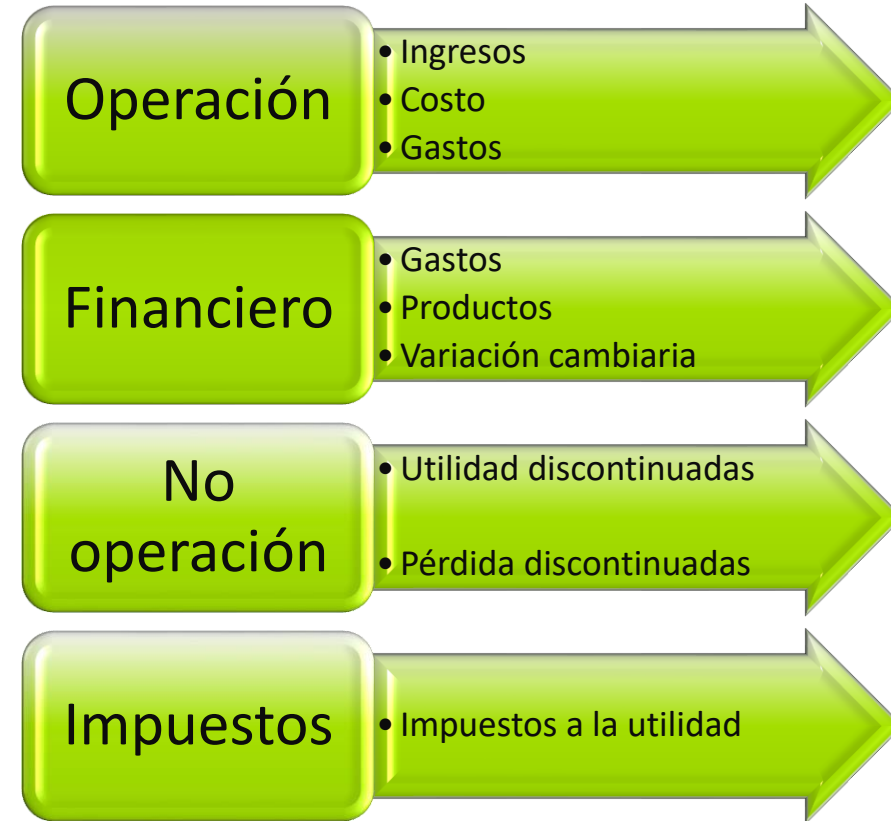 Operación
• Ingresos
• Costo
• Gastos
Financiero
• Gastos
• Productos
• Variación cambiaria
No
operación
• Utilidad discontinuadas
• Pérdida discontinuadas
Impuestos
• Impuestos a la utilidad